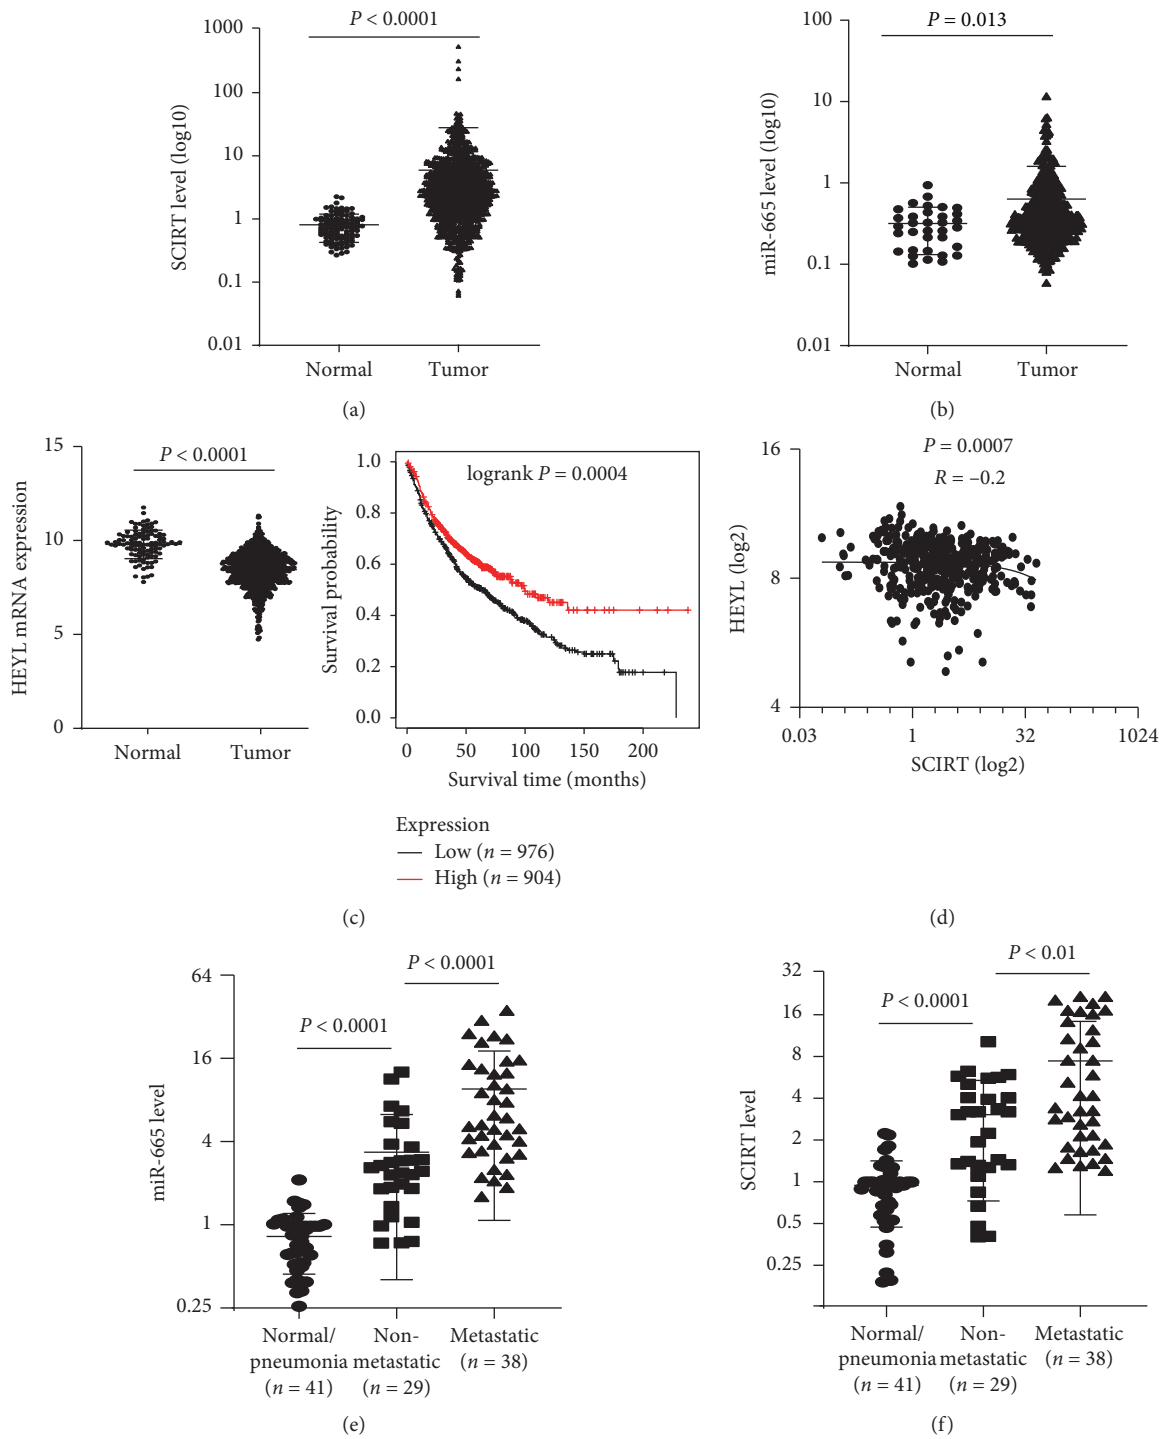 P < 0.0001
1000
100
10
1
0.1
0.01
SCIRT level (log10)
Normal
Tumor
(a)
P = 0.013
100
10
1
0.1
0.01
miR-665 level (log10)
Normal
Tumor
(b)
P < 0.0001
15
10
5
0
HEYL mRNA expression
Normal
Tumor
logrank P = 0.0004
1.0
0.8
0.6
0.4
0.2
0.0
Survival probability
0
50
100
150
200
Survival time (months)
Expression
Low (n = 976)
High (n = 904)
(c)
P = 0.0007
R = –0.2
16
8
4
HEYL (log2)
0.03
1
32
1024
SCIRT (log2)
(d)
P < 0.0001
P < 0.0001
64
16
4
1
0.25
miR-665 level
Normal/
pneumonia
(n = 41)
Non-
metastatic
(n = 29)
Metastatic
(n = 38)
(e)
P < 0.01
P < 0.0001
32
16
8
4
2
1
0.5
0.25
SCIRT level
Normal/
pneumonia
(n = 41)
Non-
metastatic
(n = 29)
Metastatic
(n = 38)
(f)